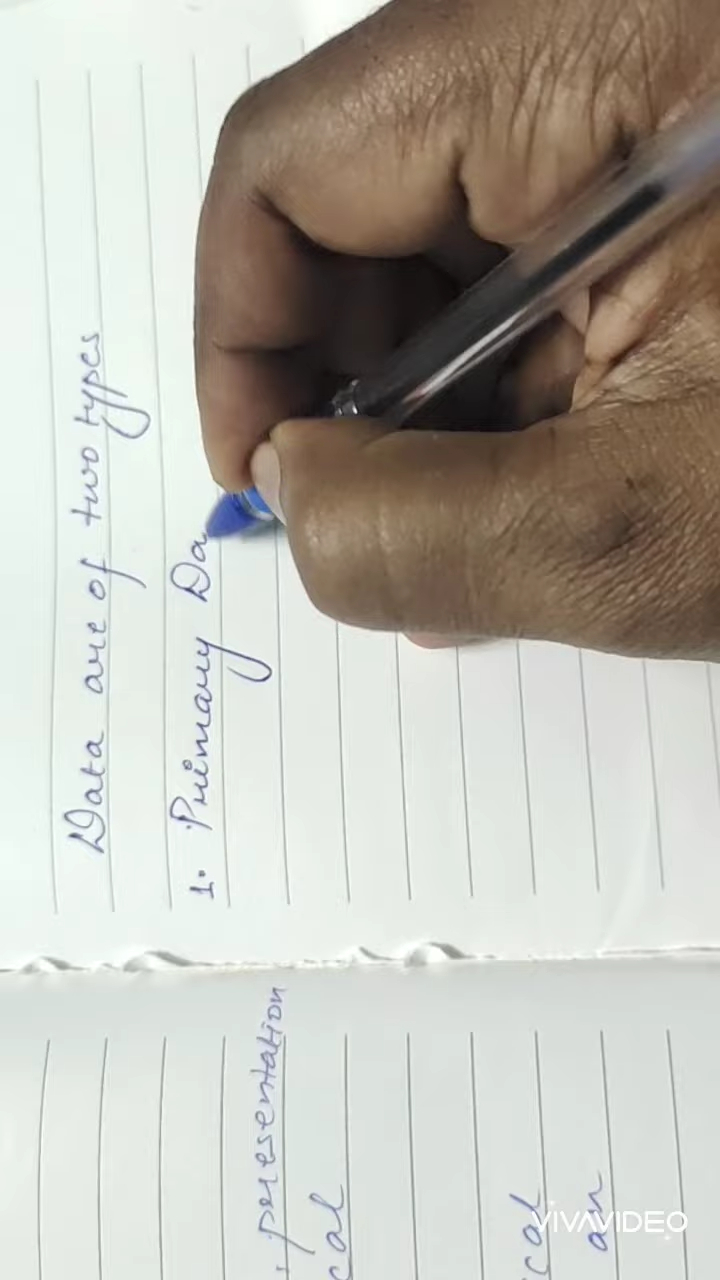 Data are of two types
1. Primary Da
presentation
cal
cal
an
VIVAVIDEO